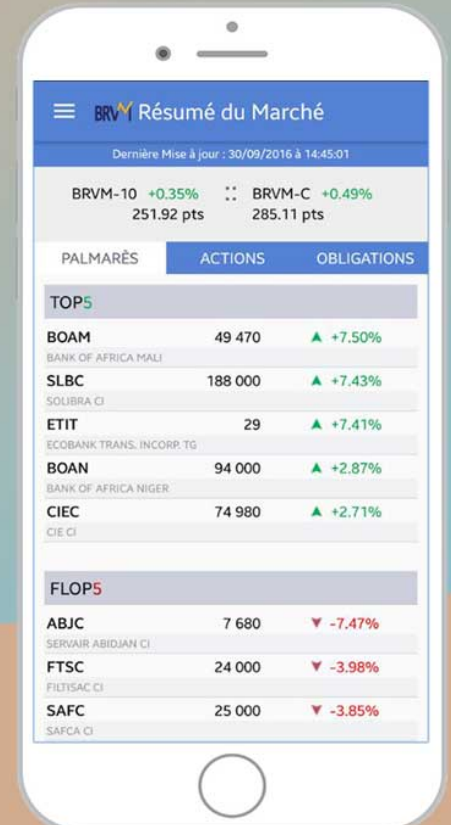 BRVM Résumé du Marché
Dernière Mise à jour : 30/09/2016 à 14:45:01
BRVM-10 +0.35% BRVM-C +0.49%
251.92 pts 285.11 pts
PALMARÈS ACTIONS OBLIGATIONS
TOP5
BOAM 49 470 ▲ +7.50%
BANK OF AFRICA MALI
SLBC 188 000 ▲ +7.43%
SOLIBRA CI
ETIT 29 ▲ +7.41%
ECOBANK TRANS. INCORP. TG
BOAN 94 000 ▲ +2.87%
BANK OF AFRICA NIGER
CIEC 74 980 ▲ +2.71%
CIE CI
FLOP5
ABJC 7 680 ▼ -7.47%
SERVAIR ABIDJAN CI
FTSC 24 000 ▼ -3.98%
FILTISAC CI
SAFC 25 000 ▼ -3.85%
SAFCA CI